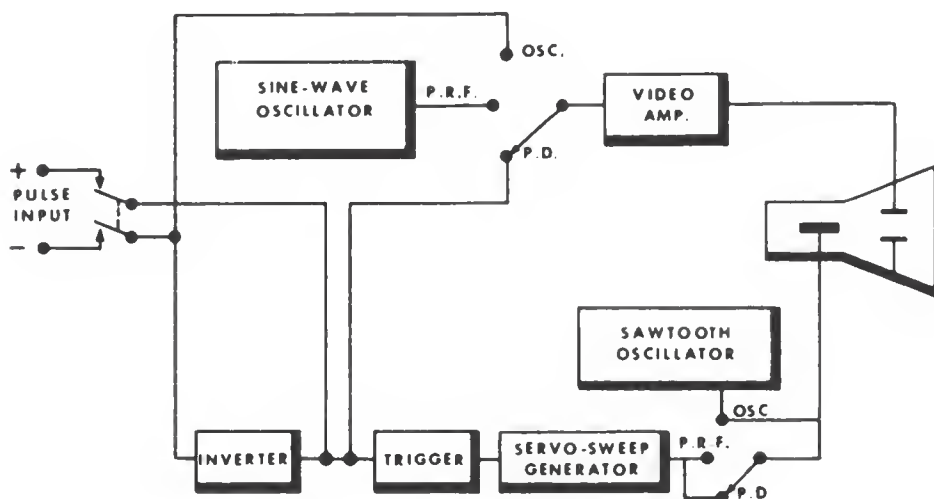 OSC.
SINE-WAVE
OSCILLATOR
P.R.F.
VIDEO
AMP.
P.D.
+
PULSE
INPUT
−
SAWTOOTH
OSCILLATOR
OSC
INVERTER
TRIGGER
SERVO-SWEEP
GENERATOR
P.R.F.
P.D